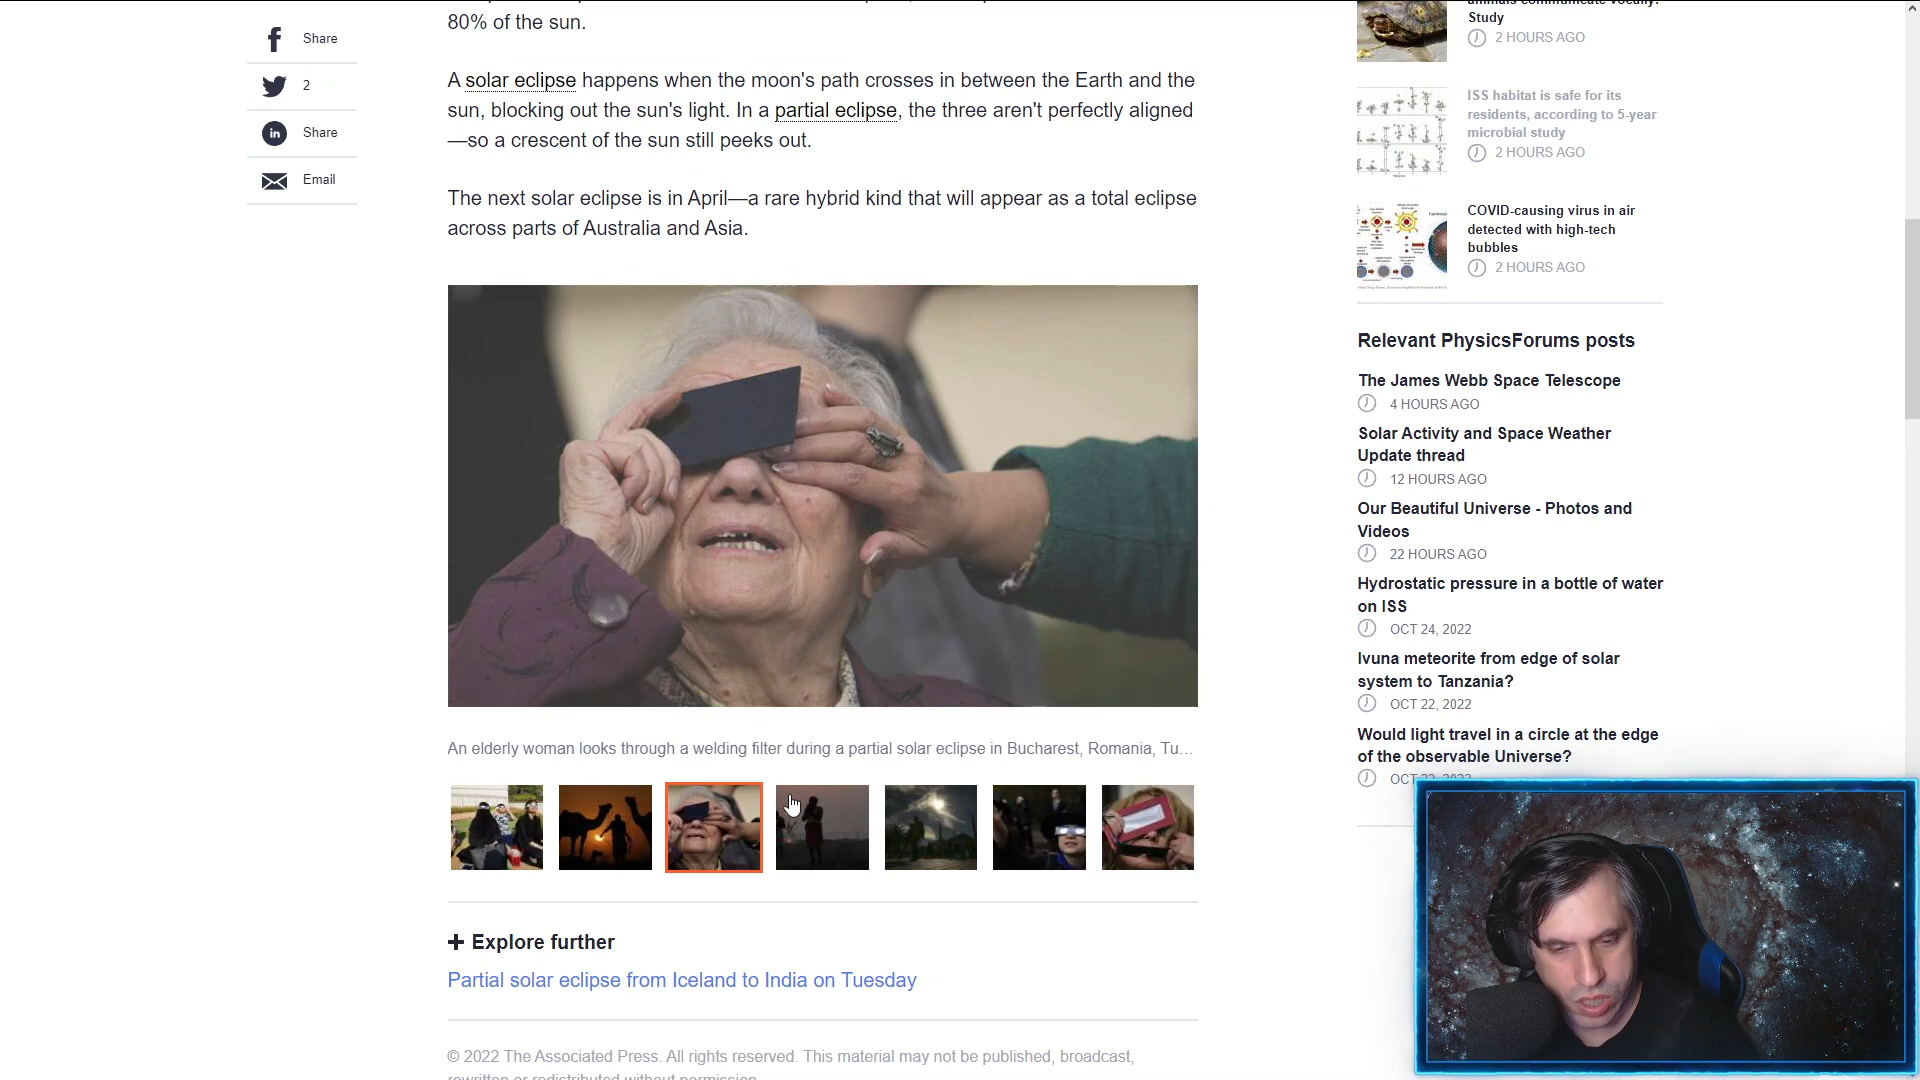 Share
2
Share
Email
80% of the sun.
A solar eclipse happens when the moon's path crosses in between the Earth and the
sun, blocking out the sun's light. In a partial eclipse, the three aren't perfectly aligned
—so a crescent of the sun still peeks out.
The next solar eclipse is in April—a rare hybrid kind that will appear as a total eclipse
across parts of Australia and Asia.
An elderly woman looks through a welding filter during a partial solar eclipse in Bucharest, Romania, Tu...
+ Explore further
Partial solar eclipse from Iceland to India on Tuesday
© 2022 The Associated Press. All rights reserved. This material may not be published, broadcast,
rewritten or redistributed without permission.
animals communicate vocally:
Study
2 HOURS AGO
ISS habitat is safe for its
residents, according to 5-year
microbial study
2 HOURS AGO
COVID-causing virus in air
detected with high-tech
bubbles
2 HOURS AGO
Relevant PhysicsForums posts
The James Webb Space Telescope
4 HOURS AGO
Solar Activity and Space Weather
Update thread
12 HOURS AGO
Our Beautiful Universe - Photos and
Videos
22 HOURS AGO
Hydrostatic pressure in a bottle of water
on ISS
OCT 24, 2022
Ivuna meteorite from edge of solar
system to Tanzania?
OCT 22, 2022
Would light travel in a circle at the edge
of the observable Universe?
OCT 22, 2022